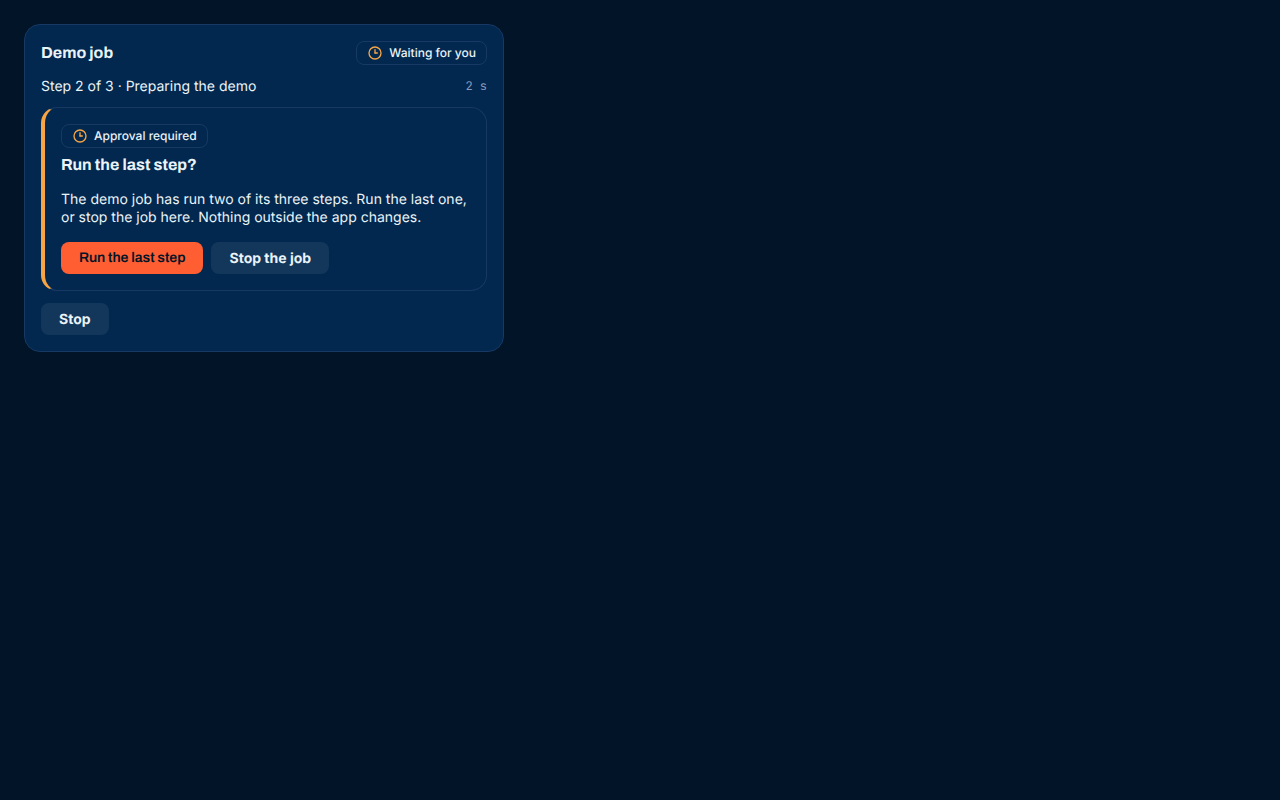 Demo job
Waiting for you
Step 2 of 3 · Preparing the demo
2 s
Approval required
Run the last step?
The demo job has run two of its three steps. Run the last one,
or stop the job here. Nothing outside the app changes.
Run the last step
Stop the job
Stop